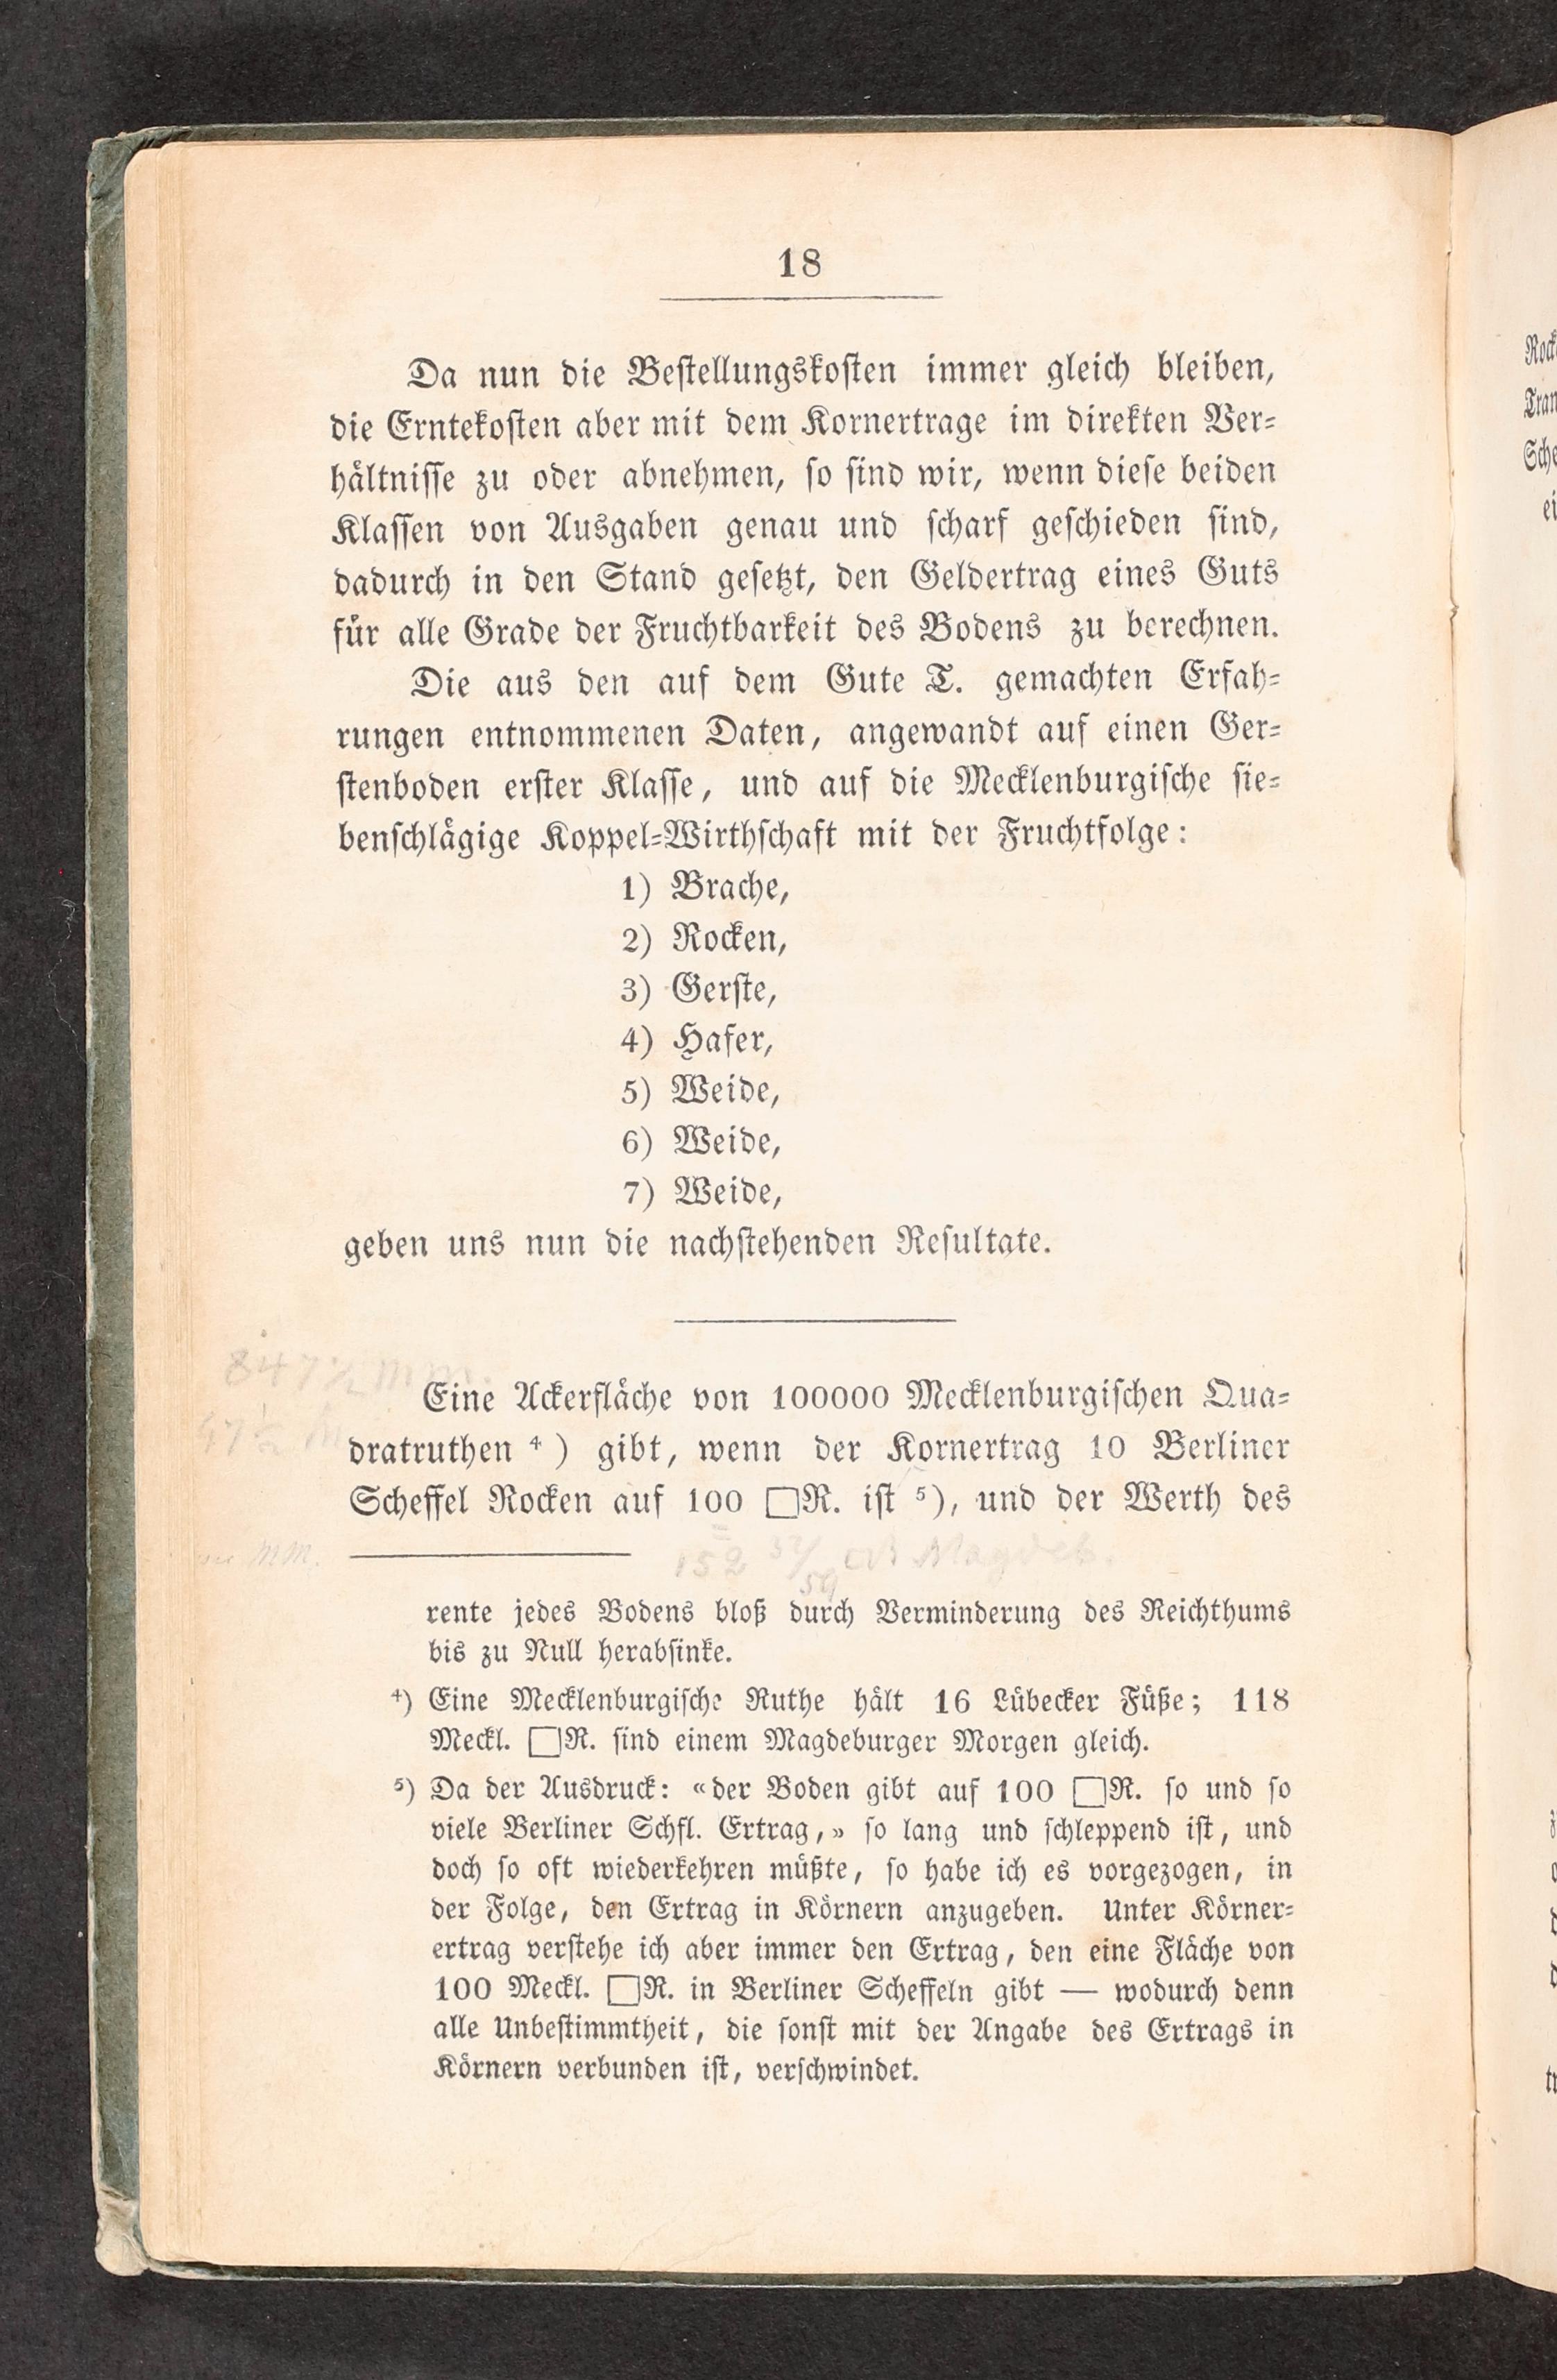 18
Da nun die Bestellungskosten immer gleich bleiben,
die Erntekosten aber mit dem Kornertrage im direkten Ver-
hältnisse zu oder abnehmen, so sind wir, wenn diese beiden
Klassen von Ausgaben genau und scharf geschieden sind,
dadurch in den Stand gesetzt, den Geldertrag eines Guts
für alle Grade der Fruchtbarkeit des Bodens zu berechnen.
Die aus den auf dem Gute T. gemachten Erfah-
rungen entnommenen Daten, angewandt auf einen Ger-
stenboden erster Klasse, und auf die Mecklenburgische sie-
benschlägige Koppel-Wirthschaft mit der Fruchtfolge:
1) Brache,
2) Rocken,
3) Gerste,
4) Hafer,
5) Weide,
6) Weide,
7) Weide,
geben uns nun die nachstehenden Resultate.
847½ MM.
Eine Ackerfläche von 100000 Mecklenburgischen Qua-
dratruthen ⁴) gibt, wenn der Kornertrag 10 Berliner
Scheffel Rocken auf 100 □R. ist ⁵), und der Werth des
MM.
152 Magdeb.
rente jedes Bodens bloß durch Verminderung des Reichthums
bis zu Null herabsinke.
⁴) Eine Mecklenburgische Ruthe hält 16 Lübecker Füße; 118
Meckl. □R. sind einem Magdeburger Morgen gleich.
⁵) Da der Ausdruck: «der Boden gibt auf 100 □R. so und so
viele Berliner Schfl. Ertrag,» so lang und schleppend ist, und
doch so oft wiederkehren müßte, so habe ich es vorgezogen, in
der Folge, den Ertrag in Körnern anzugeben. Unter Körner-
ertrag verstehe ich aber immer den Ertrag, den eine Fläche von
100 Meckl. □R. in Berliner Scheffeln gibt — wodurch denn
alle Unbestimmtheit, die sonst mit der Angabe des Ertrags in
Körnern verbunden ist, verschwindet.